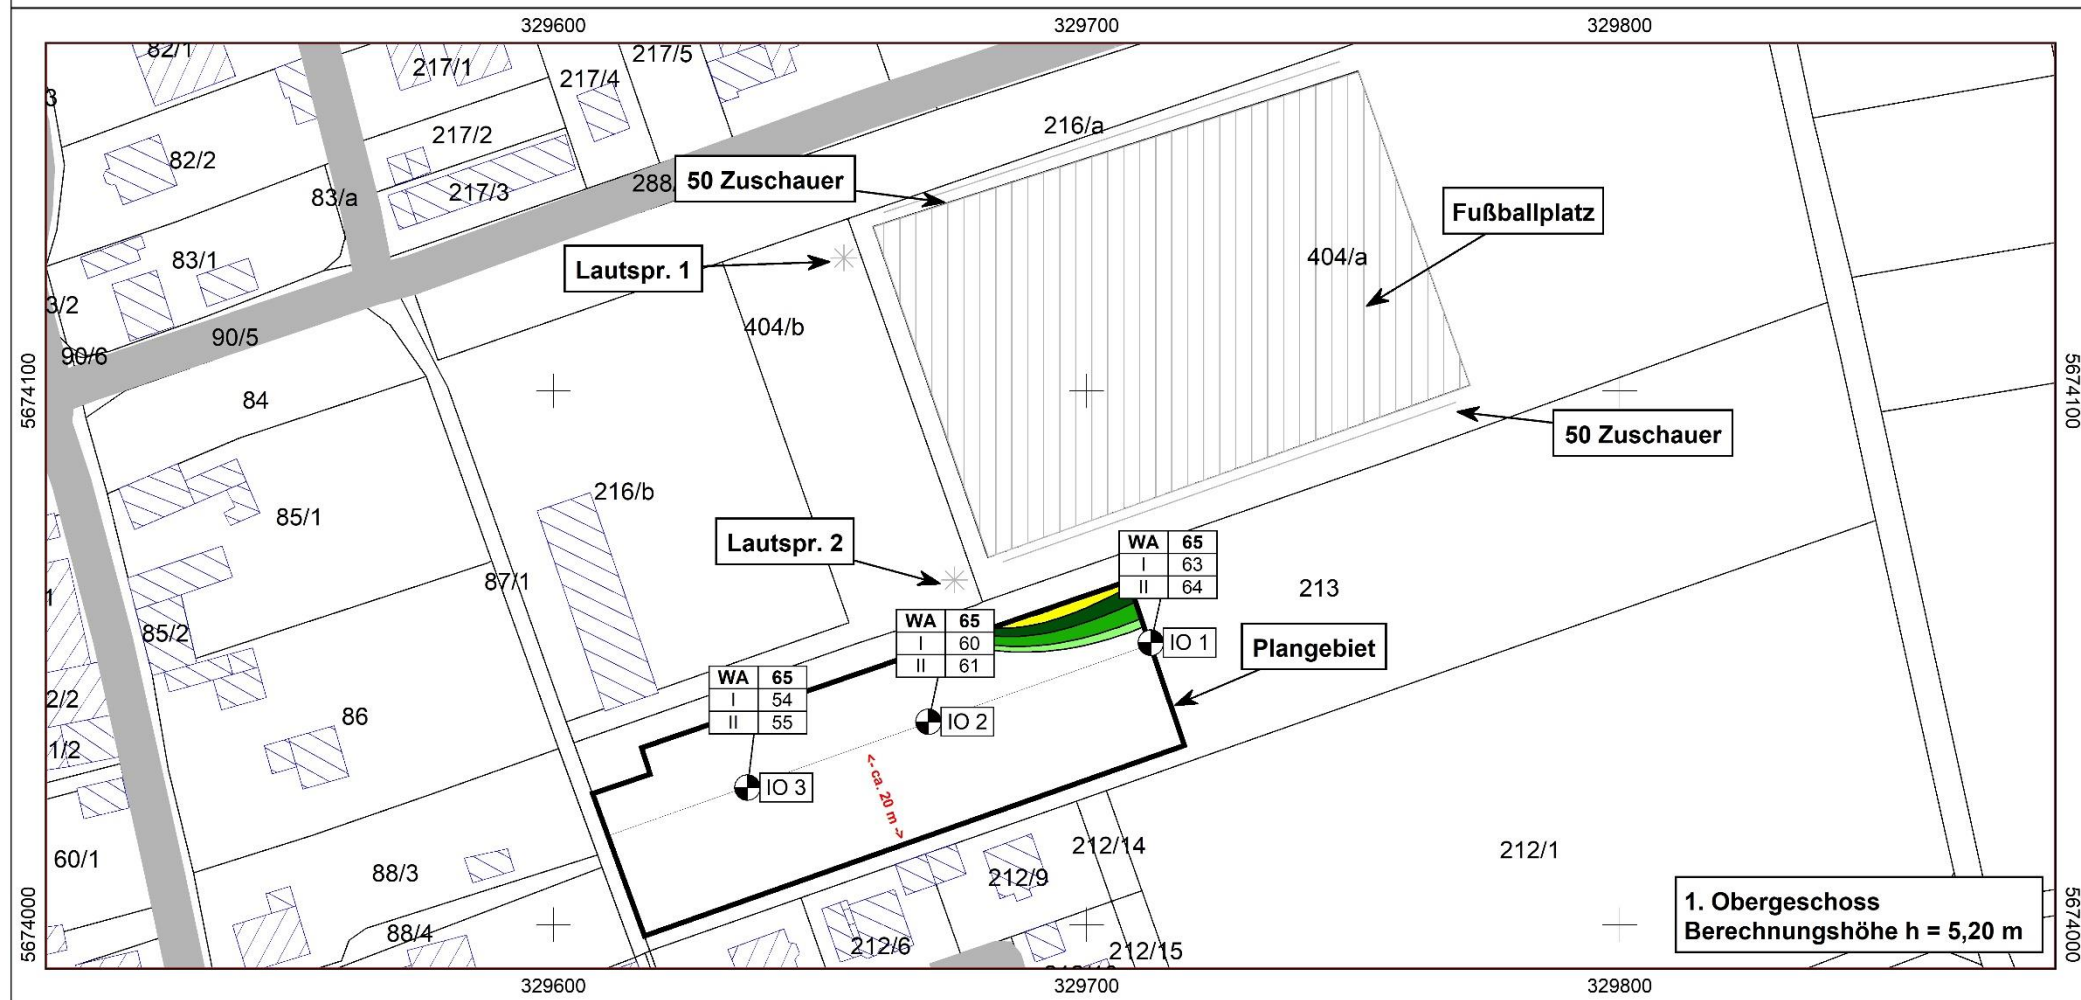 329600
329700
329800
82/1
217/1
217/4
217/5
3
82/2
217/2
216/a
288/
50 Zuschauer
83/a
217/3
Fußballplatz
83/1
Lautspr. 1
404/a
3/2
90/5
404/b
90/6
5674100
5674100
84
50 Zuschauer
216/b
85/1
Lautspr. 2
WA 65
I 63
II 64
87/1
213
1
85/2
WA 65
I 60
II 61
IO 1
Plangebiet
WA 65
I 54
II 55
2/2
86
IO 2
1/2
IO 3
<- ca. 20 m ->
60/1
88/3
212/14
212/1
212/9
1. Obergeschoss
Berechnungshöhe h = 5,20 m
5674000
5674000
88/4
212/6
212/15
329600
329700
329800